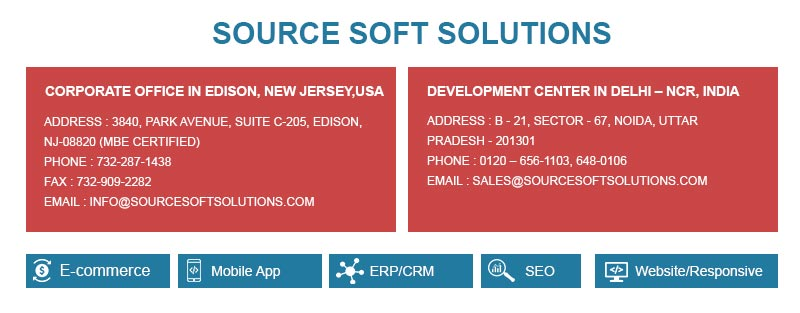 SOURCE SOFT SOLUTIONS
CORPORATE OFFICE IN EDISON, NEW JERSEY,USA
ADDRESS : 3840, PARK AVENUE, SUITE C-205, EDISON,
NJ-08820 (MBE CERTIFIED)
PHONE : 732-287-1438
FAX : 732-909-2282
EMAIL : INFO@SOURCESOFTSOLUTIONS.COM
DEVELOPMENT CENTER IN DELHI – NCR, INDIA
ADDRESS : B - 21, SECTOR - 67, NOIDA, UTTAR
PRADESH - 201301
PHONE : 0120 – 656-1103, 648-0106
EMAIL : SALES@SOURCESOFTSOLUTIONS.COM
E-commerce
Mobile App
ERP/CRM
SEO
Website/Responsive